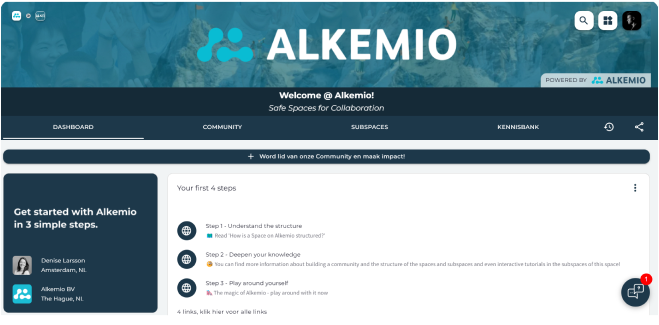 ALKEMIO
POWERED BY ALKEMIO
Welcome @ Alkemio!
Safe Spaces for Collaboration
DASHBOARD
COMMUNITY
SUBSPACES
KENNISBANK
+ Word lid van onze Community en maak impact!
Get started with Alkemio
in 3 simple steps.
Denise Larsson
Amsterdam, NL
Alkemio BV
The Hague, NL
Your first 4 steps
Step 1 - Understand the structure
Read 'How is a Space on Alkemio structured?'
Step 2 - Deepen your knowledge
You can find more information about building a community and the structure of the spaces and subspaces and even interactive tutorials in the subspaces of this space!
Step 3 - Play around yourself
The magic of Alkemio - play around with it now
4 links, klik hier voor alle links
1